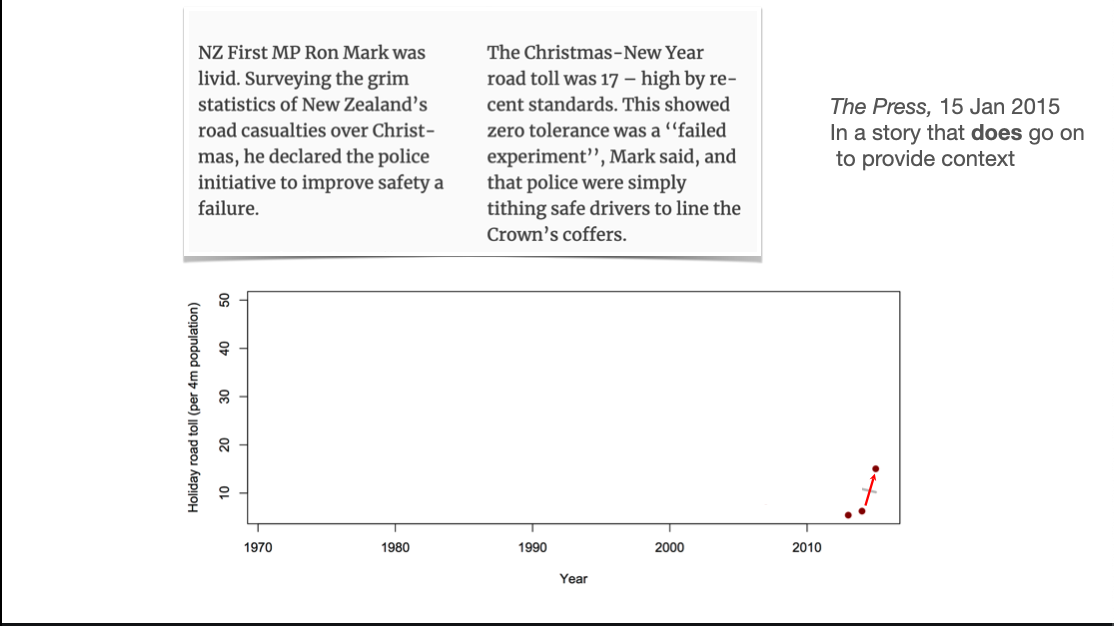 NZ First MP Ron Mark was
livid. Surveying the grim
statistics of New Zealand’s
road casualties over Christ-
mas, he declared the police
initiative to improve safety a
failure.
The Christmas-New Year
road toll was 17 – high by re-
cent standards. This showed
zero tolerance was a ‘‘failed
experiment’’, Mark said, and
that police were simply
tithing safe drivers to line the
Crown’s coffers.
The Press, 15 Jan 2015
In a story that does go on
to provide context
Holiday road toll (per 4m population)
50
40
30
20
10
1970
1980
1990
2000
2010
Year